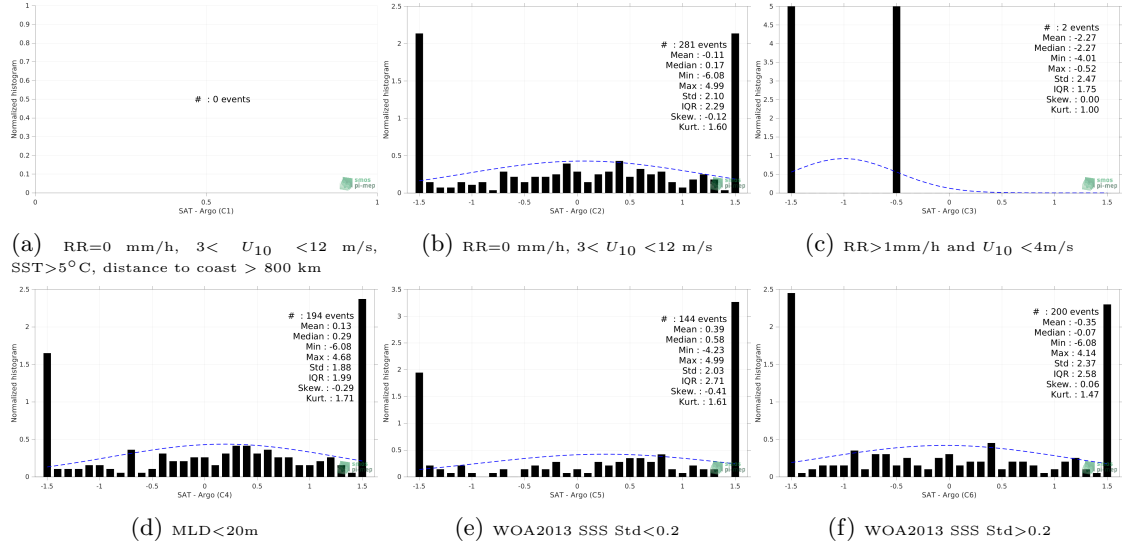 Normalized histogram
1
0.9
0.8
0.7
0.6
0.5
0.4
0.3
0.2
0.1
0
# : 0 events
smos
pi-mep
0 0.5 1
SAT - Argo (C1)
(a) RR=0 mm/h, 3< U10 <12 m/s,
SST>5°C, distance to coast > 800 km
Normalized histogram
2.5
2
1.5
1
0.5
0
# : 281 events
Mean : -0.11
Median : 0.17
Min : -6.08
Max : 4.99
Std : 2.10
IQR : 2.29
Skew. : -0.12
Kurt. : 1.60
smos
pi-mep
-1.5 -1 -0.5 0 0.5 1 1.5
SAT - Argo (C2)
(b) RR=0 mm/h, 3< U10 <12 m/s
Normalized histogram
5
4.5
4
3.5
3
2.5
2
1.5
1
0.5
0
# : 2 events
Mean : -2.27
Median : -2.27
Min : -4.01
Max : -0.52
Std : 2.47
IQR : 1.75
Skew. : 0.00
Kurt. : 1.00
smos
pi-mep
-1.5 -1 -0.5 0 0.5 1 1.5
SAT - Argo (C3)
(c) RR>1mm/h and U10 <4m/s
Normalized histogram
2.5
2
1.5
1
0.5
0
# : 194 events
Mean : 0.13
Median : 0.29
Min : -6.08
Max : 4.68
Std : 1.88
IQR : 1.99
Skew. : -0.29
Kurt. : 1.71
smos
pi-mep
-1.5 -1 -0.5 0 0.5 1 1.5
SAT - Argo (C4)
(d) MLD<20m
Normalized histogram
3.5
3
2.5
2
1.5
1
0.5
0
# : 144 events
Mean : 0.39
Median : 0.58
Min : -4.23
Max : 4.99
Std : 2.03
IQR : 2.71
Skew. : -0.41
Kurt. : 1.61
smos
pi-mep
-1.5 -1 -0.5 0 0.5 1 1.5
SAT - Argo (C5)
(e) WOA2013 SSS Std<0.2
Normalized histogram
2.5
2
1.5
1
0.5
0
# : 200 events
Mean : -0.35
Median : -0.07
Min : -6.08
Max : 4.14
Std : 2.37
IQR : 2.58
Skew. : 0.06
Kurt. : 1.47
smos
pi-mep
-1.5 -1 -0.5 0 0.5 1 1.5
SAT - Argo (C6)
(f) WOA2013 SSS Std>0.2